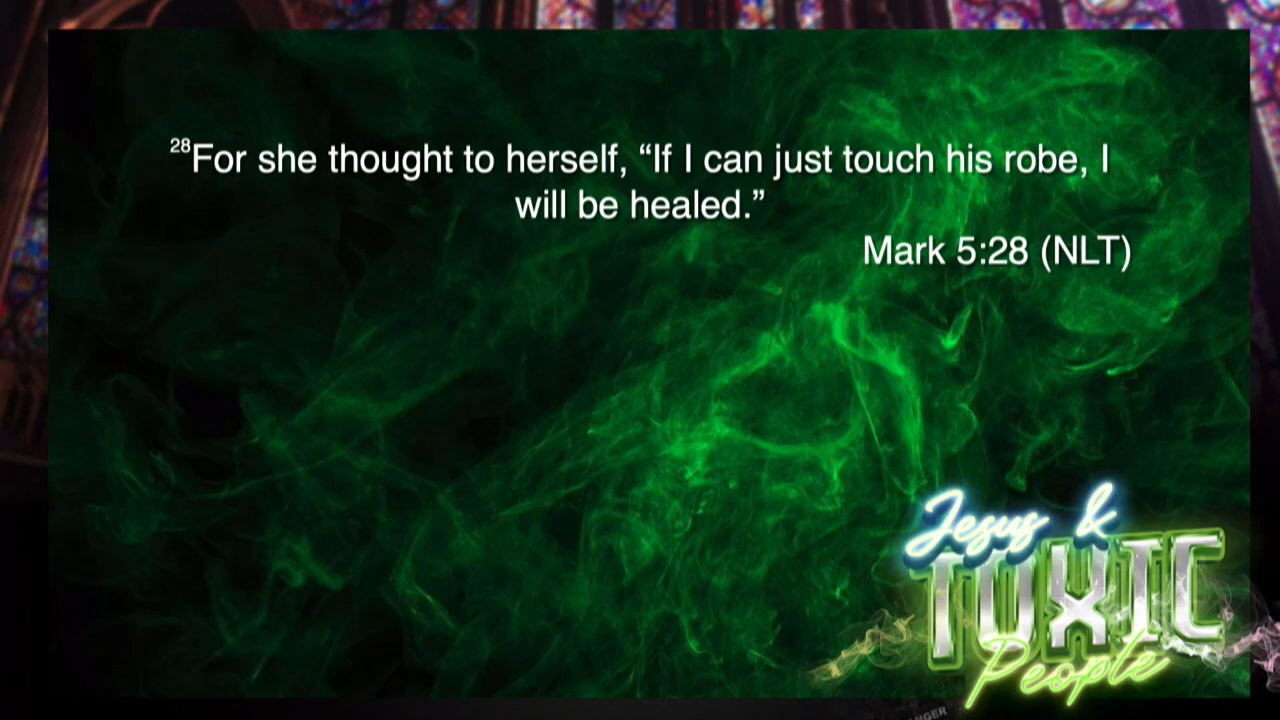 ²⁸For she thought to herself, “If I can just touch his robe, I
will be healed.”
Mark 5:28 (NLT)
Jesus &
TOXIC
People